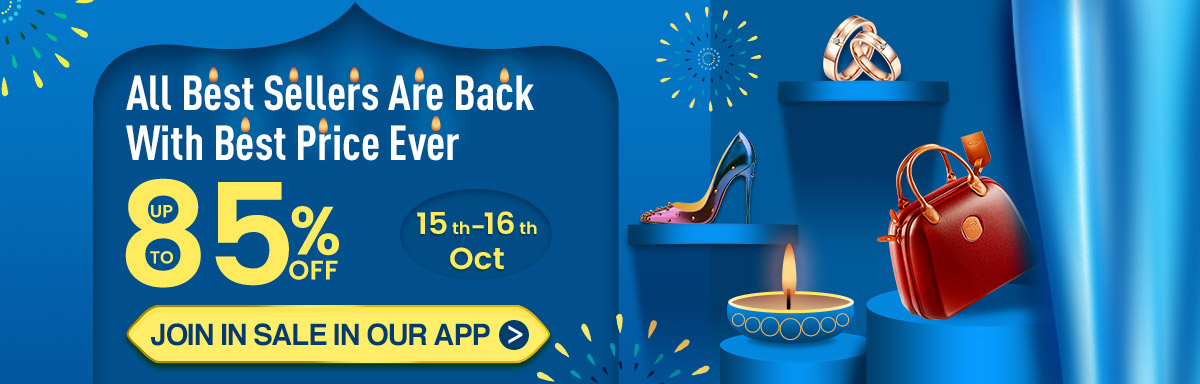 All Best Sellers Are Back
With Best Price Ever
UP TO 85% OFF
15 th-16 th
Oct
JOIN IN SALE IN OUR APP >